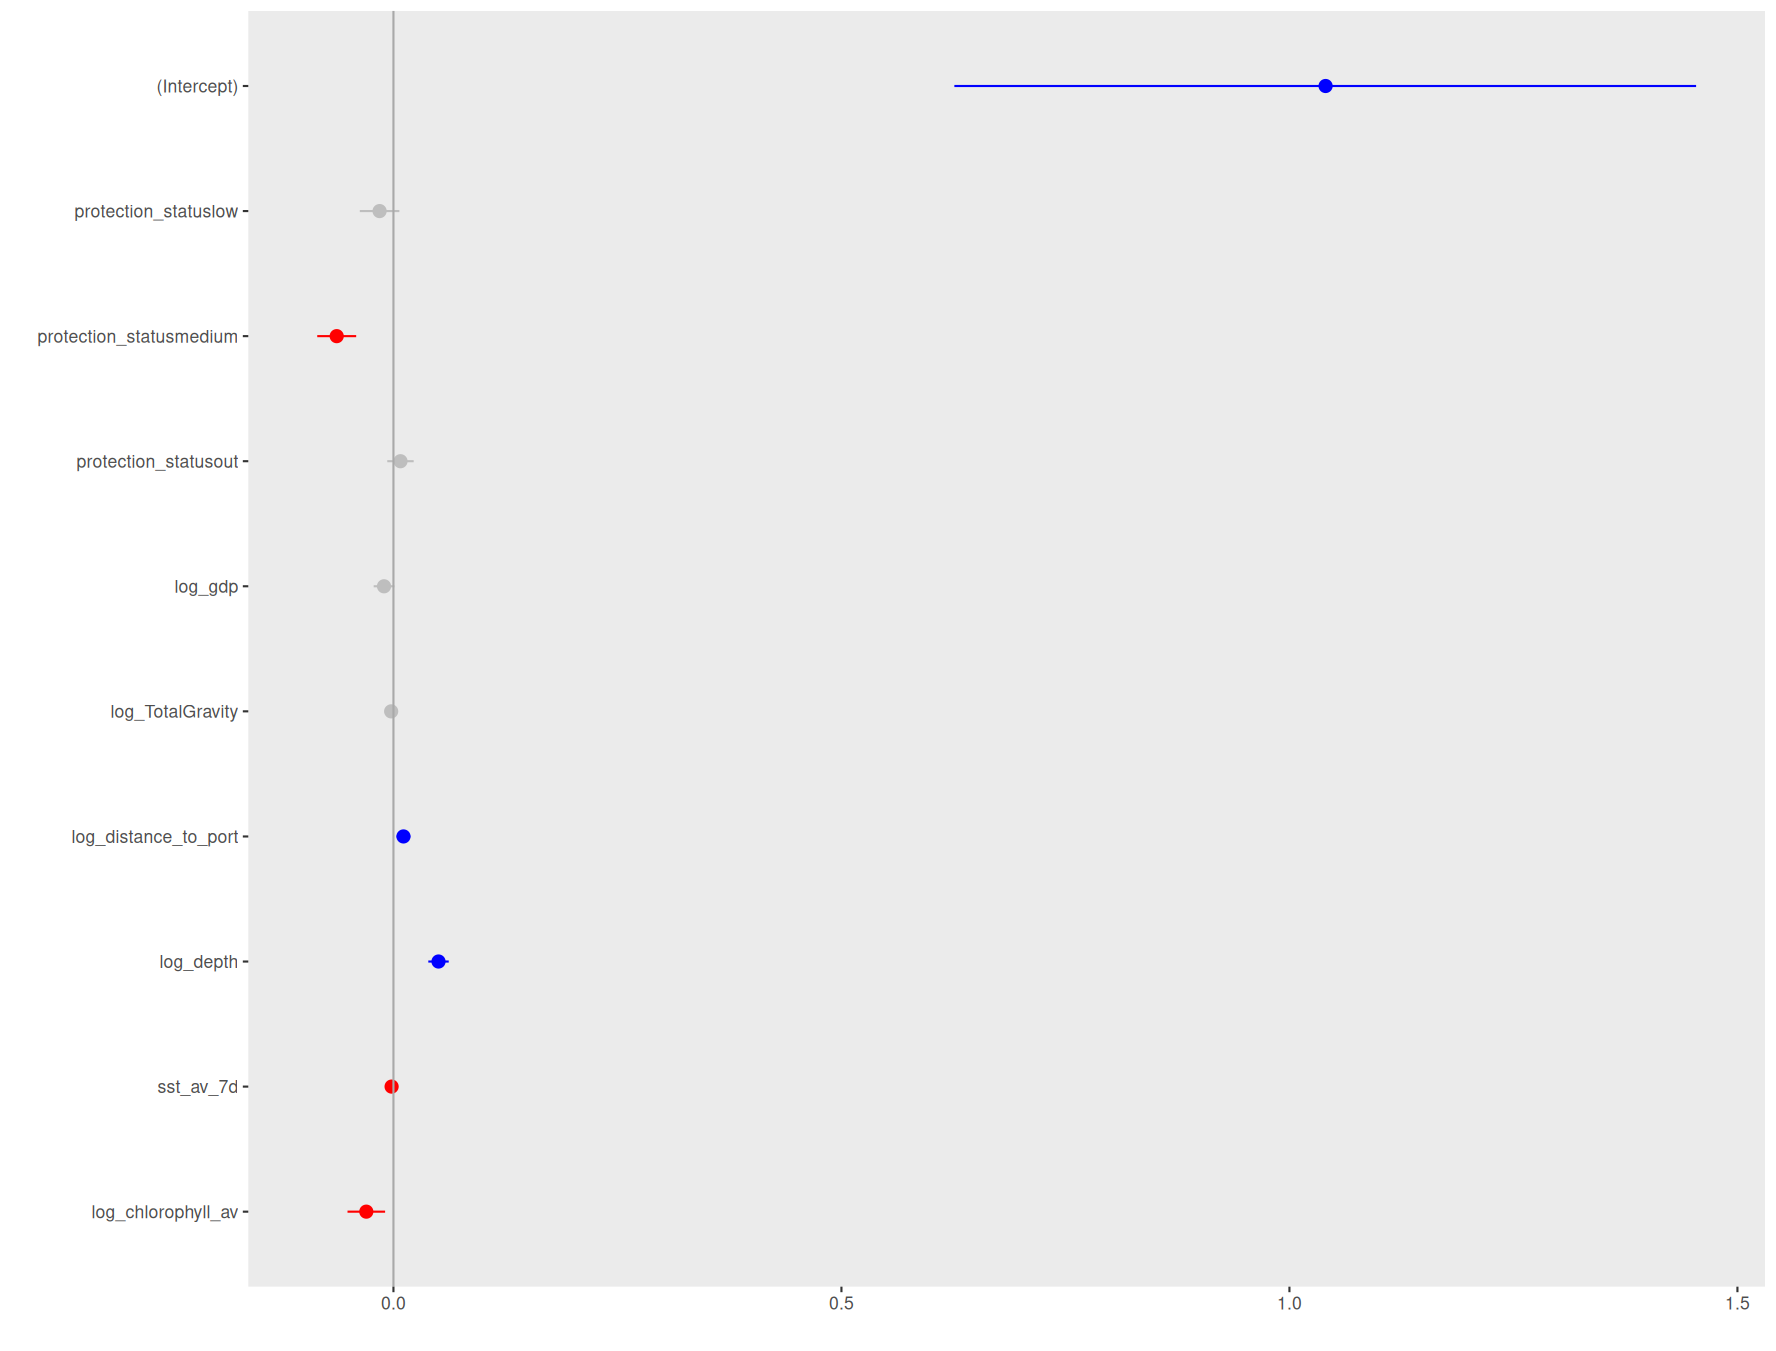 (Intercept)
protection_statuslow
protection_statusmedium
protection_statusout
log_gdp
log_TotalGravity
log_distance_to_port
log_depth
sst_av_7d
log_chlorophyll_av
0.0 0.5 1.0 1.5